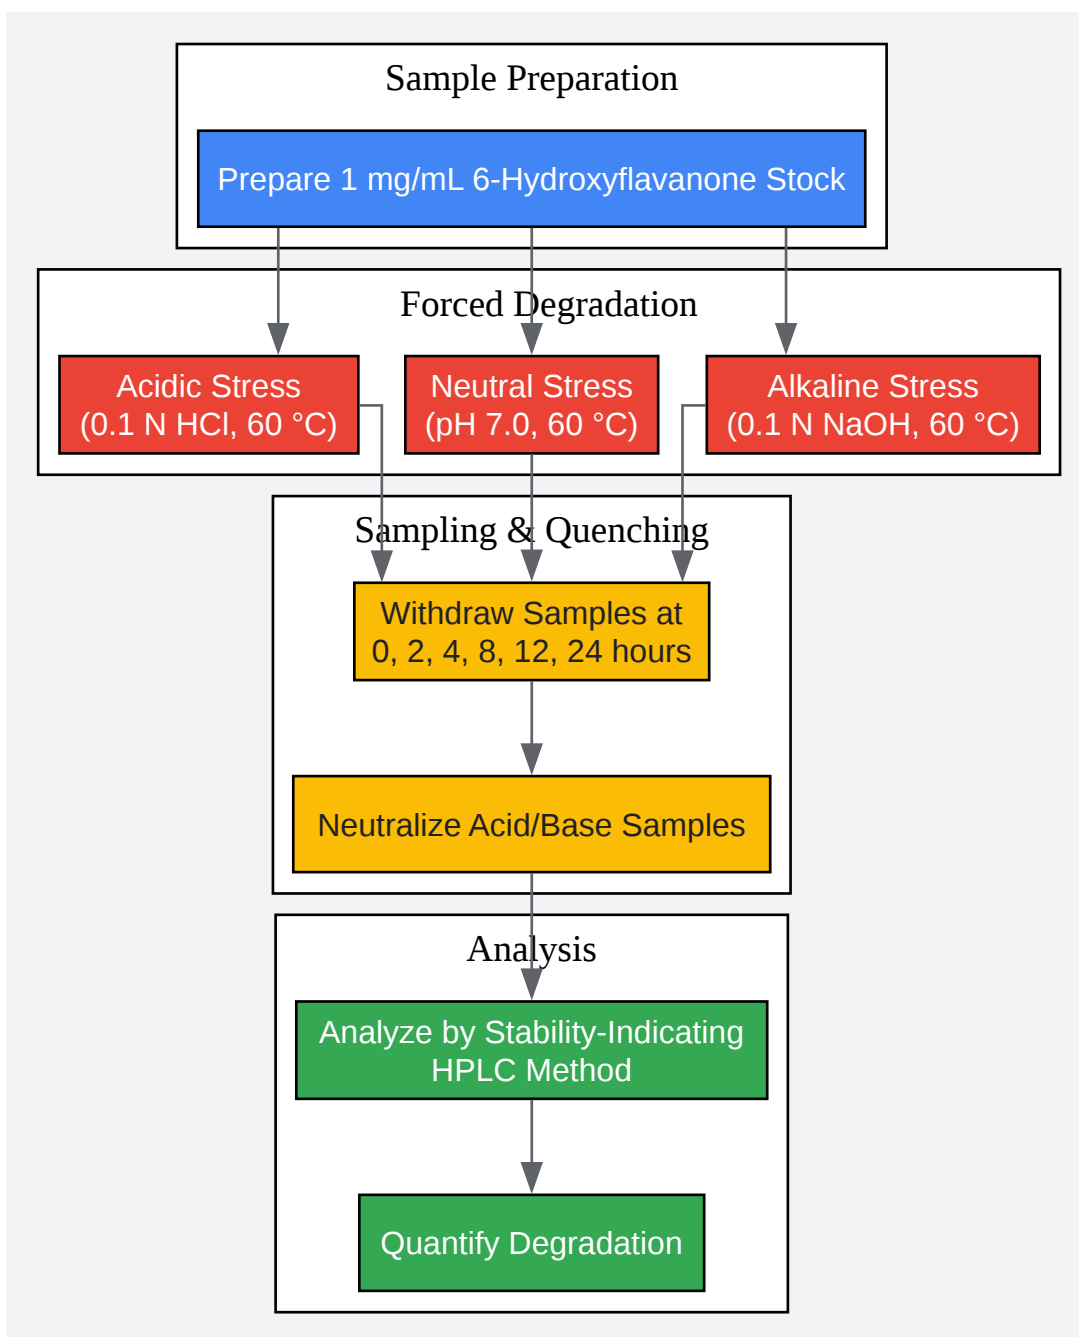 Sample Preparation
Prepare 1 mg/mL 6-Hydroxyflavanone Stock
Forced Degradation
Acidic Stress
(0.1 N HCl, 60 °C)
Neutral Stress
(pH 7.0, 60 °C)
Alkaline Stress
(0.1 N NaOH, 60 °C)
Sampling & Quenching
Withdraw Samples at
0, 2, 4, 8, 12, 24 hours
Neutralize Acid/Base Samples
Analysis
Analyze by Stability-Indicating
HPLC Method
Quantify Degradation